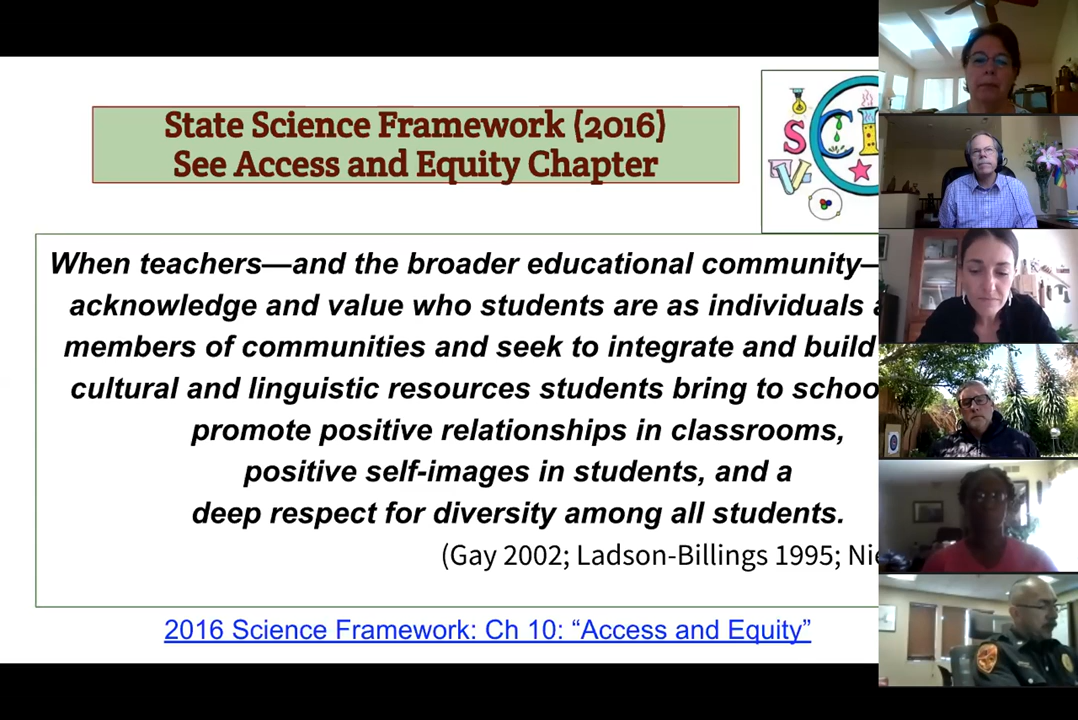 State Science Framework (2016)
See Access and Equity Chapter
SCI
When teachers—and the broader educational community—
acknowledge and value who students are as individuals
members of communities and seek to integrate and build
cultural and linguistic resources students bring to
promote positive relationships in classrooms,
positive self-images in students, and a
deep respect for diversity among all students.
(Gay 2002; Ladson-Billings 1995;
2016 Science Framework: Ch 10: “Access and Equity”